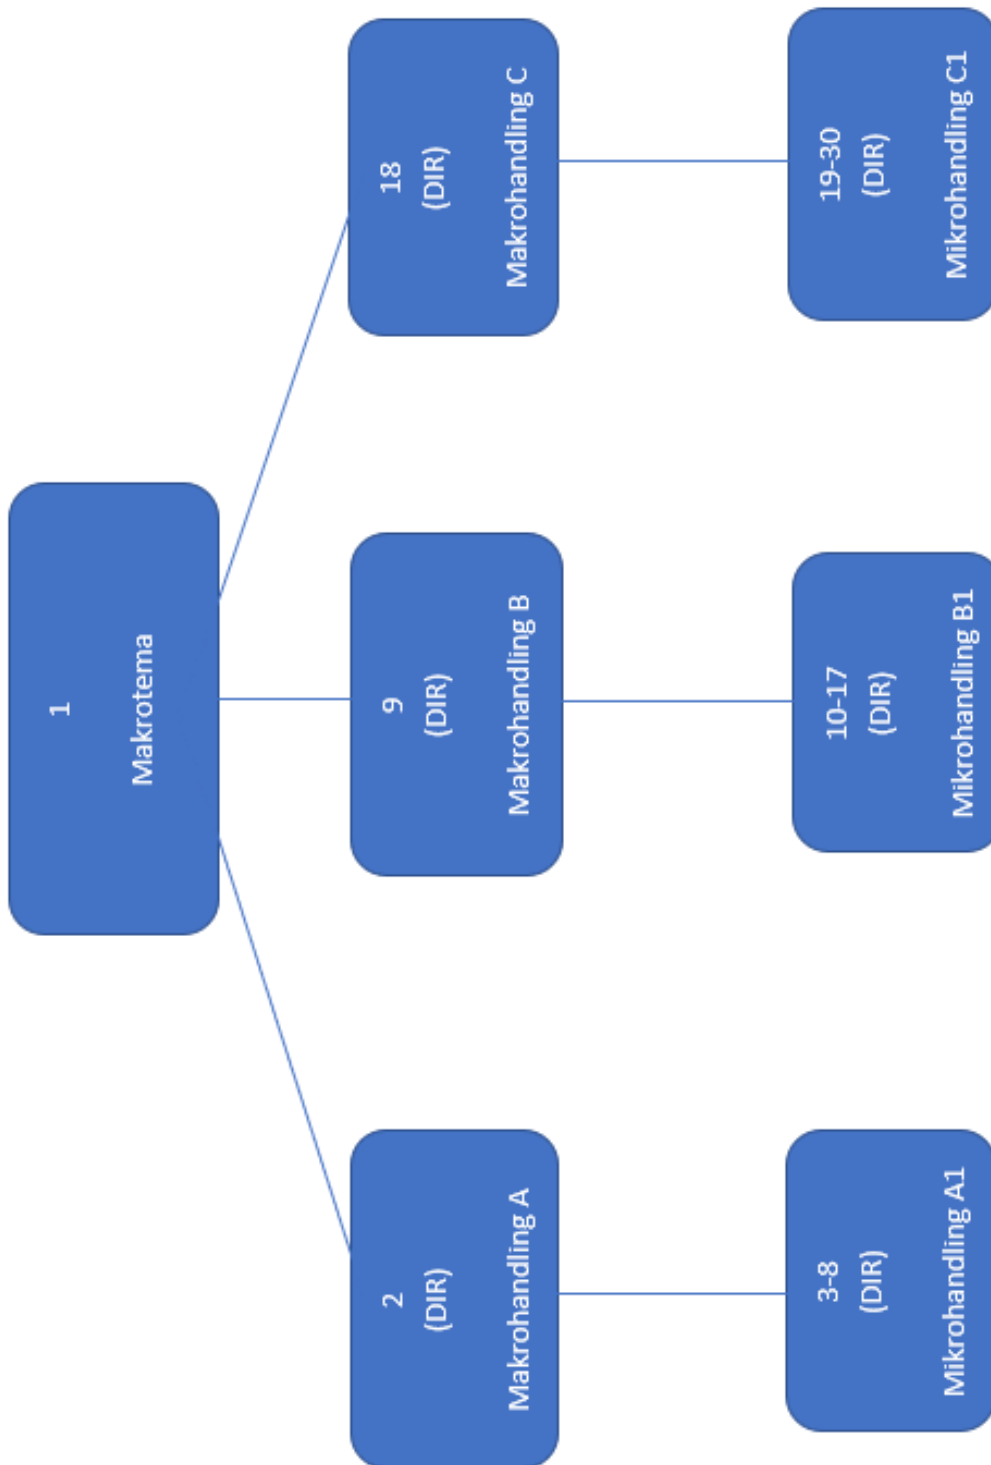 1
Makrotema
2
(DIR)
Makrohandling A
9
(DIR)
Makrohandling B
18
(DIR)
Makrohandling C
3-8
(DIR)
Mikrohandling A1
10-17
(DIR)
Mikrohandling B1
19-30
(DIR)
Mikrohandling C1